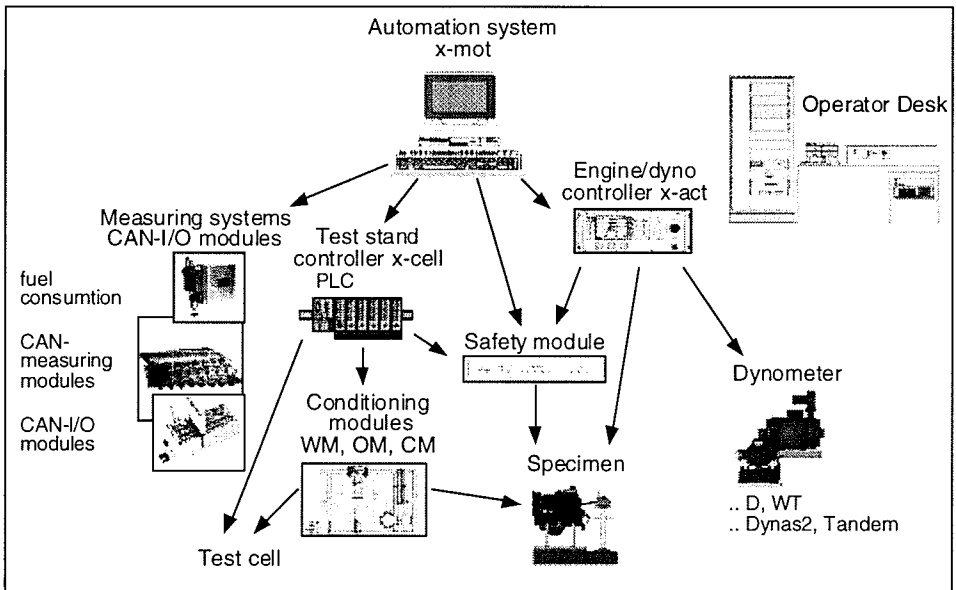 Automation system
x-mot
Operator Desk
Engine/dyno
controller x-act
Measuring systems
CAN-I/O modules
Test stand
controller x-cell
PLC
fuel
consumtion
CAN-
measuring
modules
CAN-I/O
modules
Safety module
Dynometer
Conditioning
modules
WM, OM, CM
Specimen
.. D, WT
.. Dynas2, Tandem
Test cell